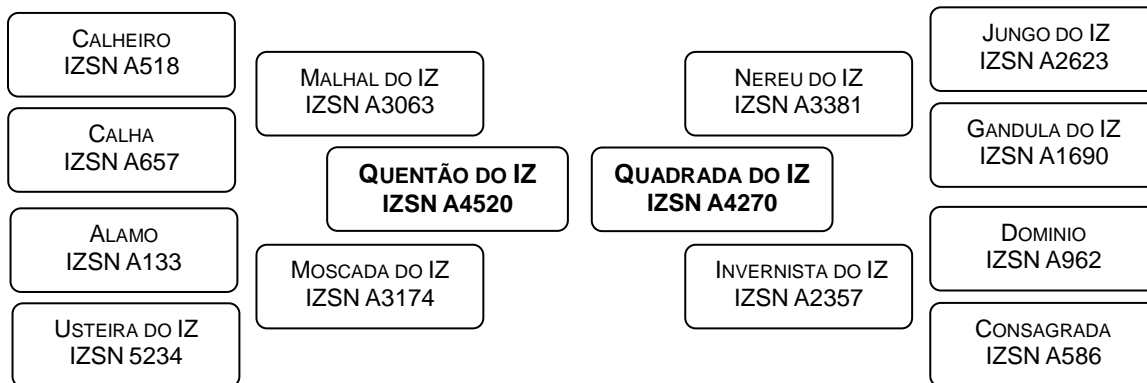 CALHEIRO
IZSN A518
CALHA
IZSN A657
ALAMO
IZSN A133
USTEIRA DO IZ
IZSN 5234
MALHAL DO IZ
IZSN A3063
MOSCADA DO IZ
IZSN A3174
QUENTÃO DO IZ
IZSN A4520
QUADRADA DO IZ
IZSN A4270
NEREU DO IZ
IZSN A3381
INVERNISTA DO IZ
IZSN A2357
JUNGO DO IZ
IZSN A2623
GANDULA DO IZ
IZSN A1690
DOMINIO
IZSN A962
CONSAGRADA
IZSN A586